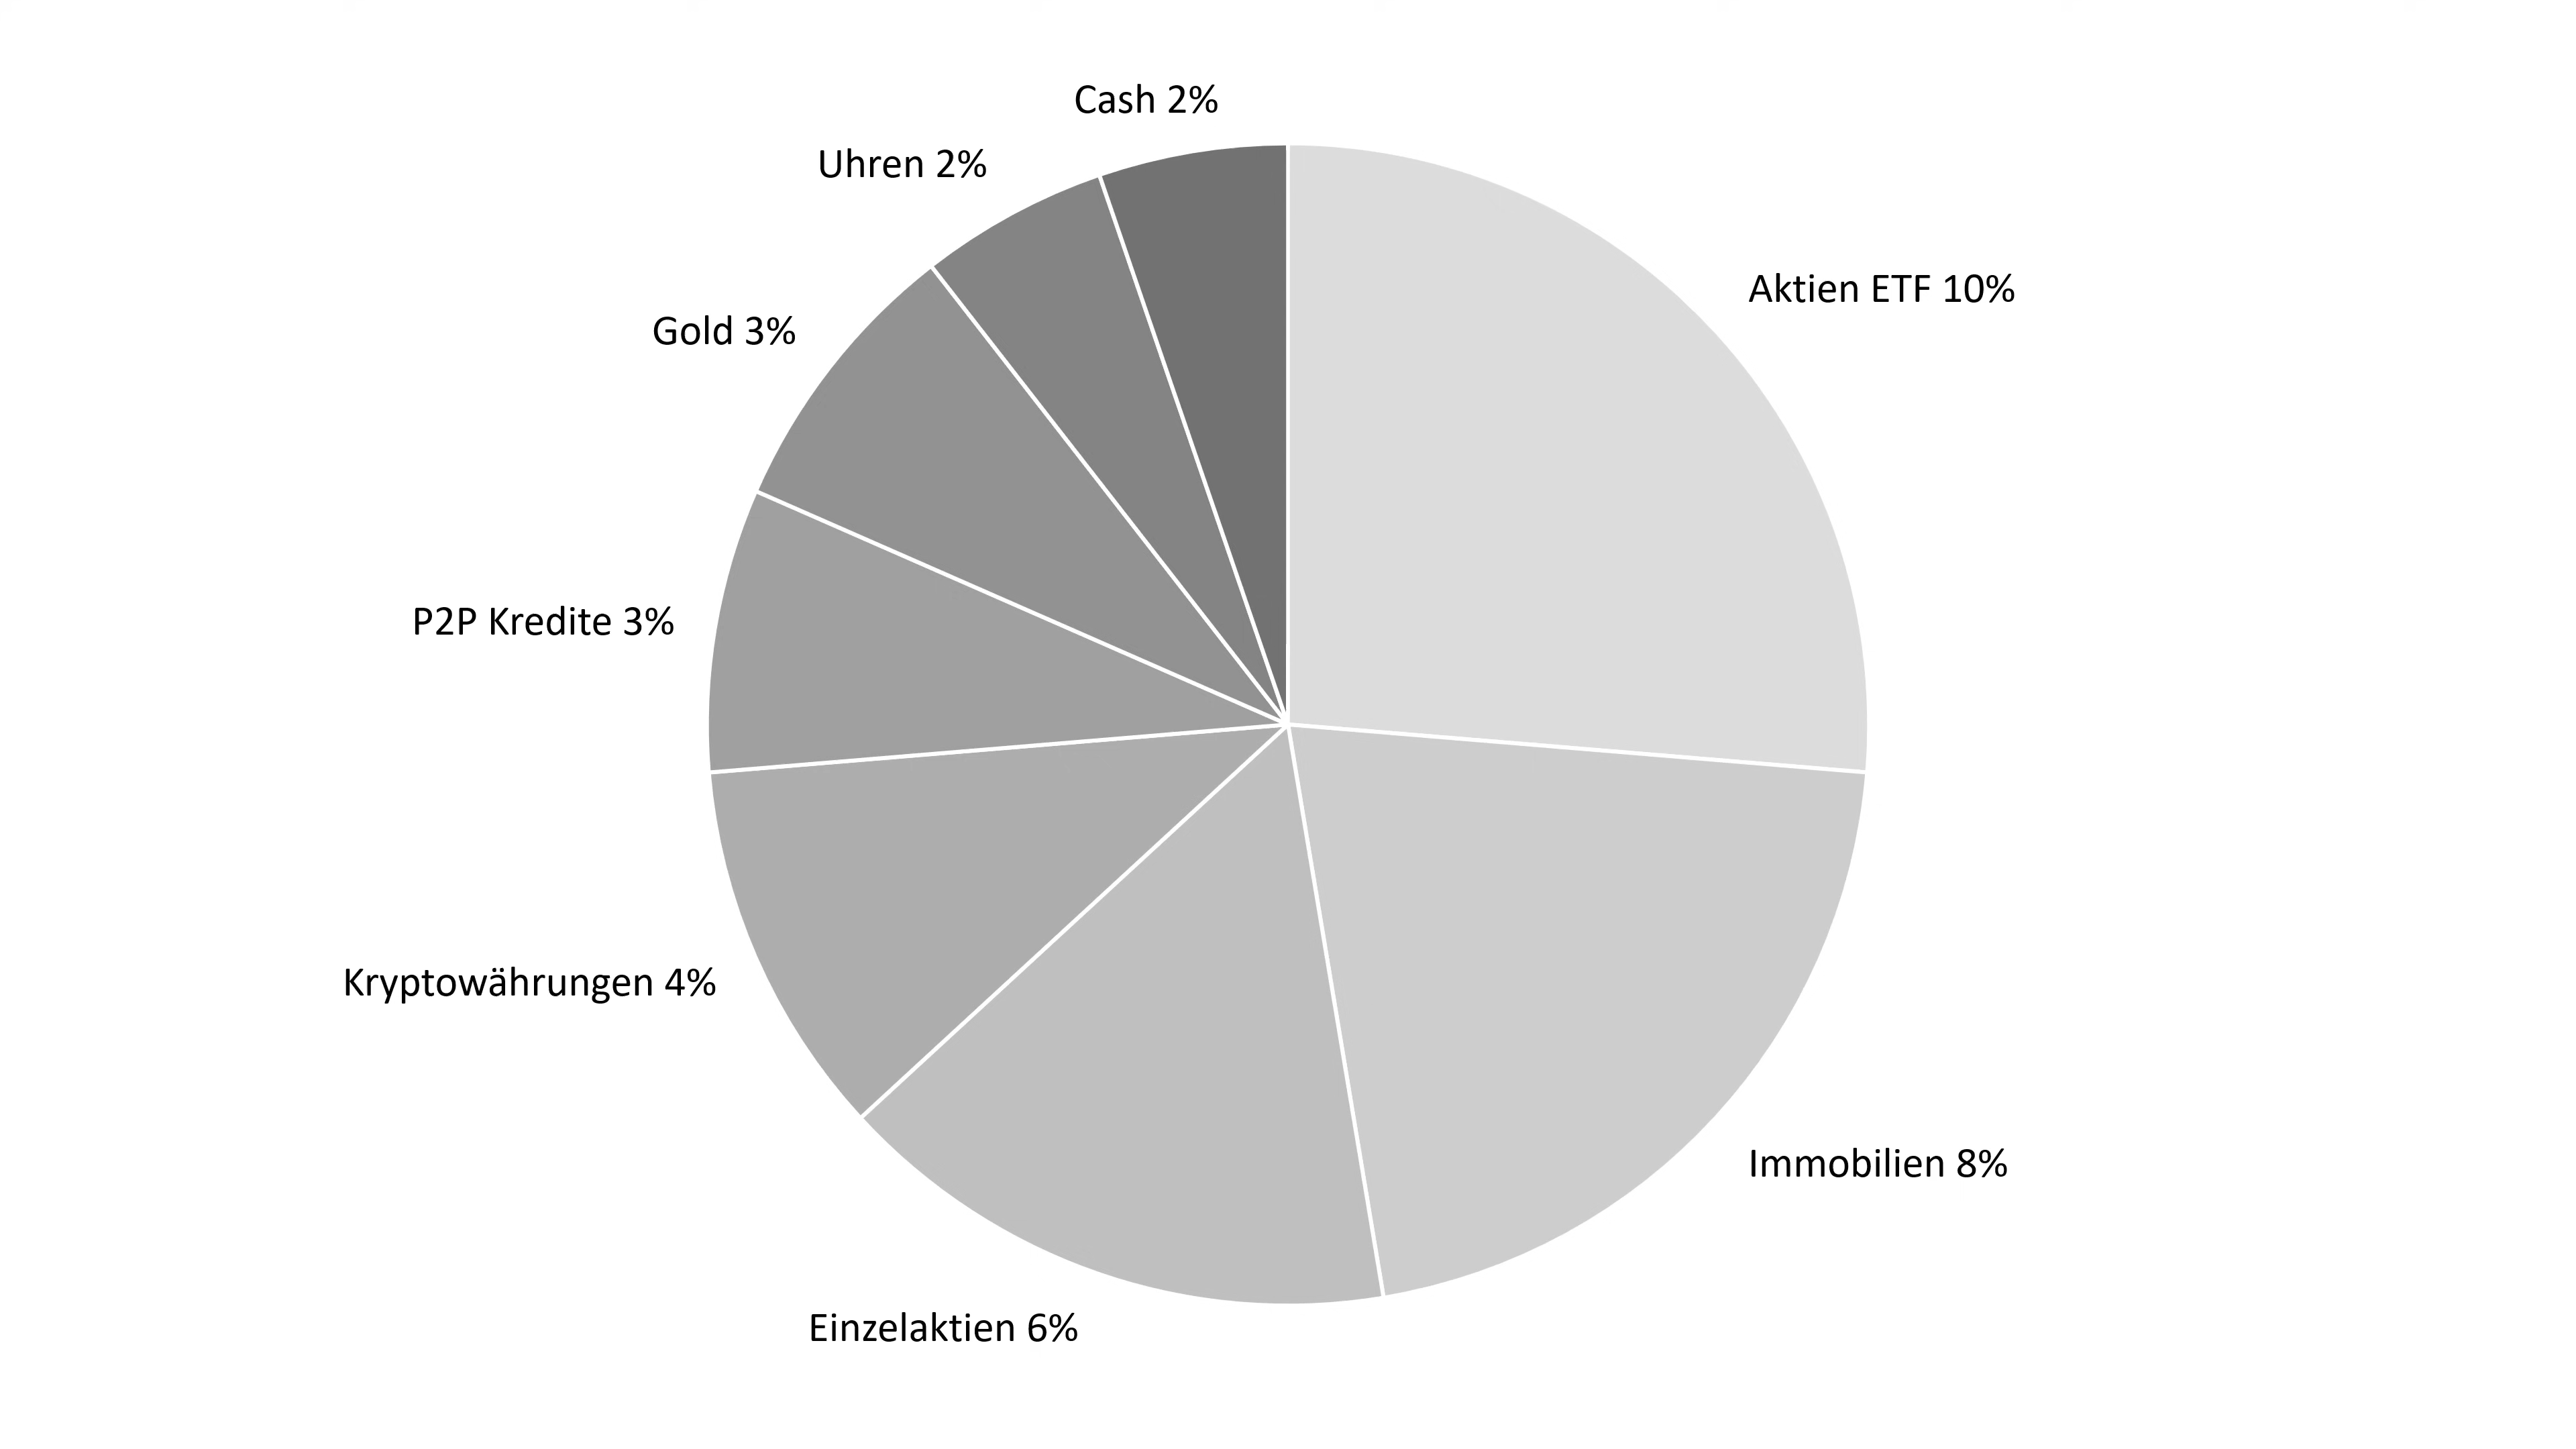 Cash 2%
Uhren 2%
Aktien ETF 10%
Gold 3%
P2P Kredite 3%
Kryptowährungen 4%
Immobilien 8%
Einzelaktien 6%